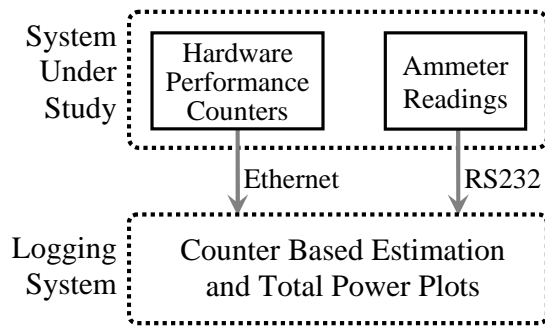 System
Under
Study
Hardware
Performance
Counters
Ammeter
Readings
Ethernet
RS232
Logging
System
Counter Based Estimation
and Total Power Plots